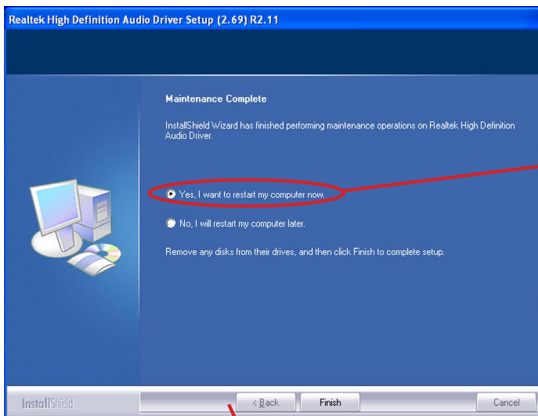 Realtek High Definition Audio Driver Setup (2.69) R2.11
Maintenance Complete
InstallShield Wizard has finished performing maintenance operations on Realtek High Definition
Audio Driver.
Yes, I want to restart my computer now.
No, I will restart my computer later.
Remove any disks from their drives, and then click Finish to complete setup.
InstallShield
< Back
Finish
Cancel